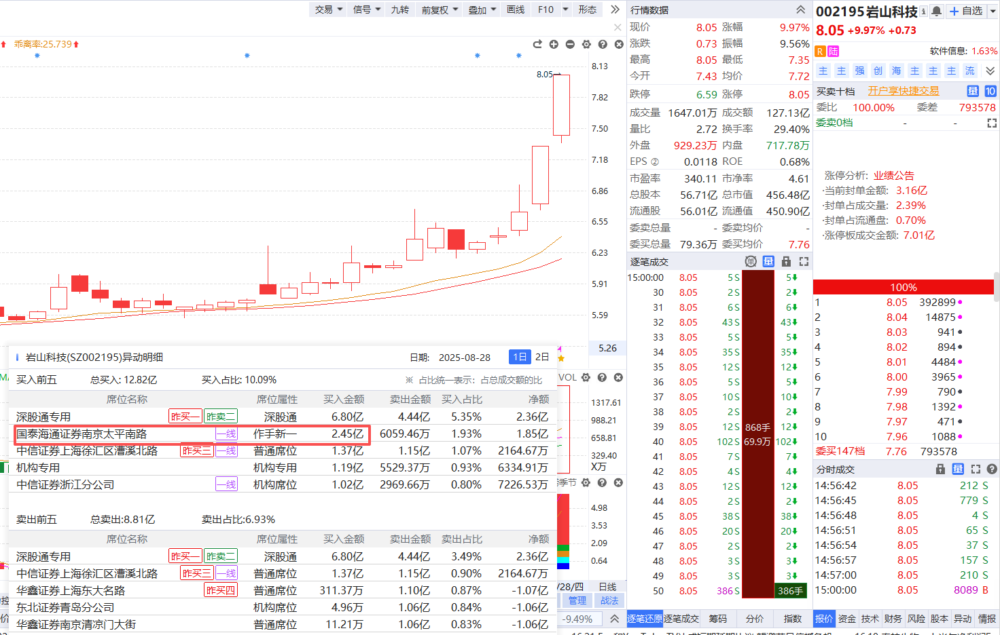 交易 信号 九转 前复权 叠加 画线 F10 形态
乖离率:25.739
8.05
8.13
7.82
7.50
7.18
6.86
6.55
6.23
5.91
5.59
5.26
岩山科技(SZ002195)异动明细 日期: 2025-08-28 1日 2日
买入前五 总买入: 12.82亿 买入占比: 10.09% ※ 占比统一表示: 占总成交额的比
席位名称 席位属性 买入金额 卖出金额 买入占比 净额
深股通专用 昨买一 昨卖二 深股通 6.80亿 4.44亿 5.35% 2.36亿
国泰海通证券南京太平南路 一线 作手新一 2.45亿 6059.46万 1.93% 1.85亿
中信证券上海徐汇区漕溪北路 昨买三 一线 普通席位 1.37亿 1.15亿 1.07% 2164.67万
机构专用 机构专用 1.19亿 5529.37万 0.93% 6334.91万
中信证券浙江分公司 一线 机构席位 1.02亿 2969.66万 0.80% 7226.53万
卖出前五 总卖出:8.81亿 卖出占比:6.93%
席位名称 席位属性 买入金额 卖出金额 卖出占比 净额
深股通专用 昨买一 昨卖二 深股通 6.80亿 4.44亿 3.49% 2.36亿
中信证券上海徐汇区漕溪北路 昨买三 一线 普通席位 1.37亿 1.15亿 0.90% 2164.67万
华鑫证券上海东大名路 昨买四 普通席位 311.37万 1.10亿 0.87% -1.07亿
东北证券青岛分公司 机构席位 4.96万 1.06亿 0.84% -1.06亿
华鑫证券南京清凉门大街 普通席位 11.21万 1.06亿 0.83% -1.06亿
VOL
1317.61
988.21
658.81
329.40
X万
季节
4.98
3.53
2.09
0.64
/28/四 日线
管理 战法
-9.49%
行情数据
现价 8.05 涨幅 9.97%
涨跌 0.73 振幅 9.56%
最高 8.05 最低 7.35
今开 7.43 均价 7.72
跌停 6.59 涨停 8.05
成交量 1647.01万 成交额 127.13亿
量比 2.72 换手率 29.40%
外盘 929.23万 内盘 717.78万
EPS ② 0.0118 ROE 0.68%
市盈率 340.11 市净率 4.61
总股本 56.71亿 总市值 456.48亿
流通股 56.01亿 流通值 450.90亿
委卖总量 - 委卖均价 -
委买总量 79.36万 委买均价 7.76
逐笔成交 量
15:00:00 8.05 5 S 5
30 8.05 2 S 2
31 8.05 6 S 6
32 8.05 43 S 43
33 8.05 5 S 5
34 8.05 35 S 35
35 8.05 12 S 12
36 8.05 5 S 5
37 8.05 10 S 10
38 8.05 2 S 2
39 8.05 12 S 868手 12
40 8.05 102 S 69.9万 102
41 8.05 7 S 7
42 8.05 4 S 4
43 8.05 12 S 12
44 8.05 2 S 2
45 8.05 38 S 38
46 8.05 20 S 20
47 8.05 2 S 2
48 8.05 3 S 3
49 8.05 3 S 3
50 8.05 386 S 386手
逐笔还原 逐笔成交 筹码 分价 指数
002195 岩山科技 自选
8.05 +9.97% +0.73
R 陆 软件信息: 1.63%
主 主 强 创 海 主 主 主 流
买卖十档 开户享快捷交易 量 10
委比 100.00% 委差 793578
委卖0档 - -
涨停分析: 业绩公告
·当前封单金额: 3.16亿
·封单占成交量: 2.39%
·封单占流通盘: 0.70%
·涨停板成交金额: 7.01亿
100%
1 8.05 392899
2 8.04 14875
3 8.03 941
4 8.02 894
5 8.01 4484
6 8.00 3965
7 7.99 790
8 7.98 1392
9 7.97 471
10 7.96 1088
委买147档 7.76 793578
分时成交 量
14:56:42 8.05 212 S
14:56:45 8.05 779 S
14:56:48 8.05 4 S
14:56:51 8.05 65 S
14:56:54 8.05 37 S
14:56:57 8.05 157 S
14:57:00 8.05 210 S
15:00:00 8.05 8089 B
报价 资金 技术 财务 风险 股本 异动 情报